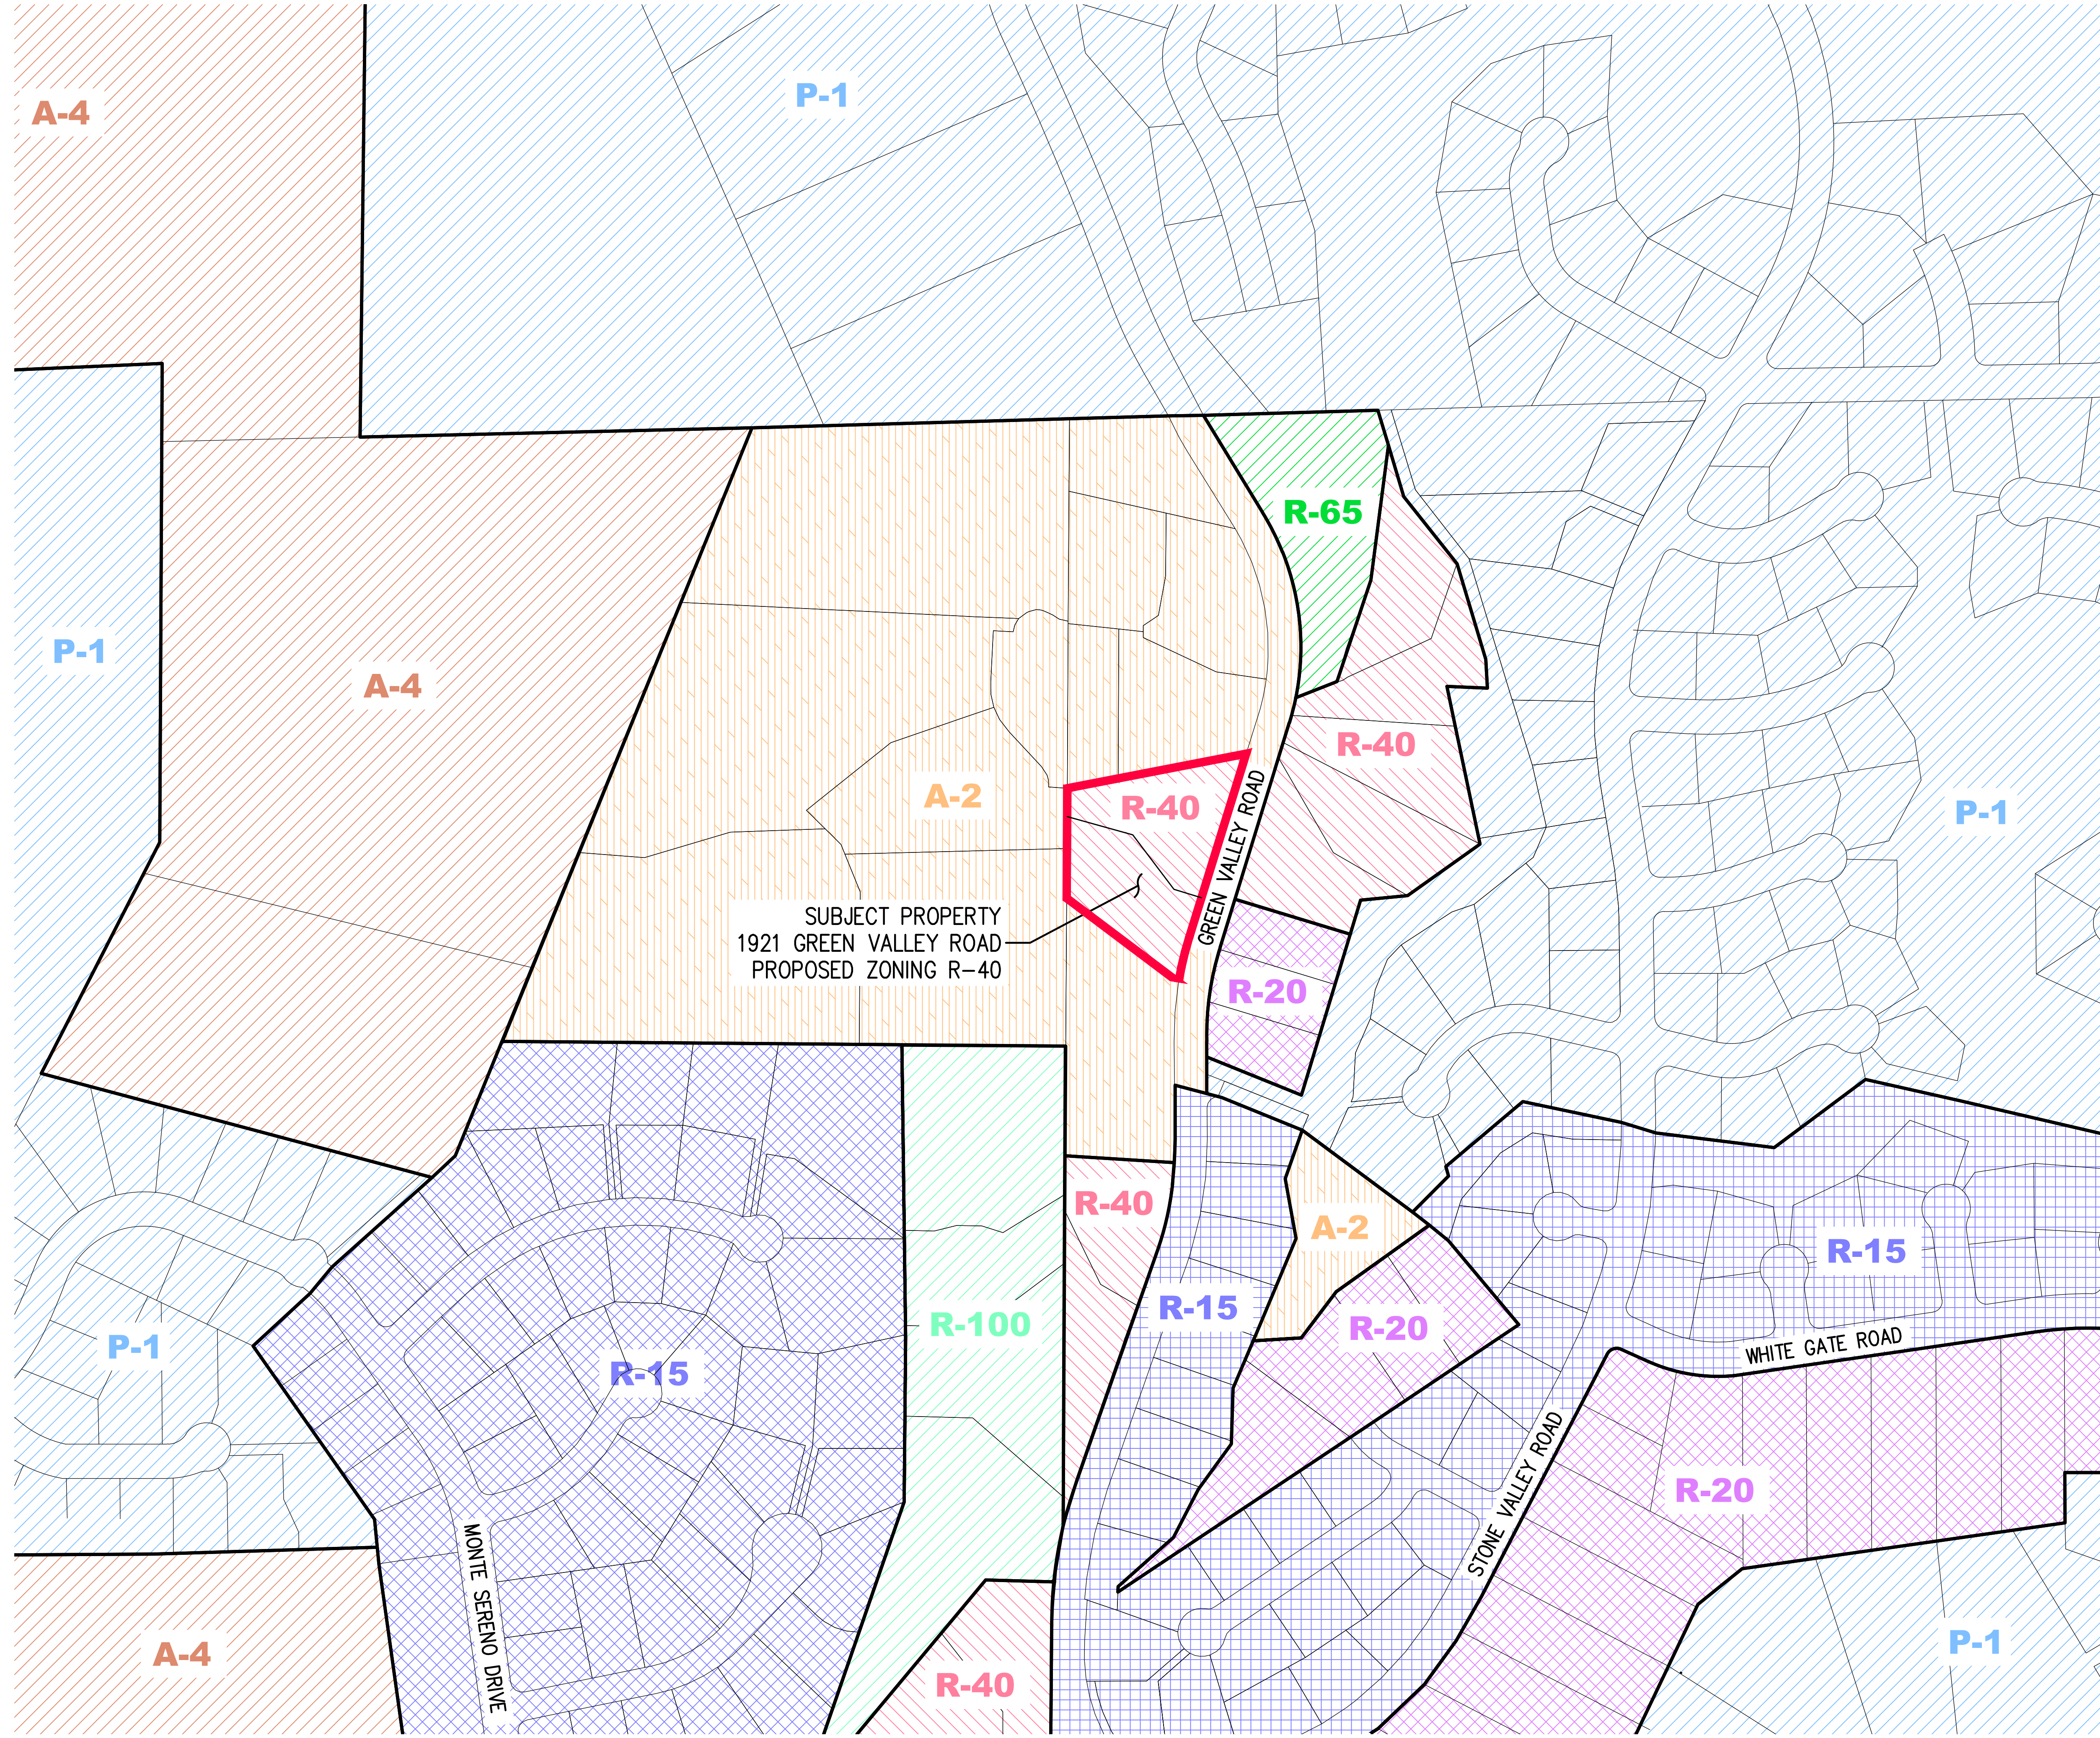 P-1
A-4
R-65
P-1
A-4
R-40
A-2
R-40
P-1
GREEN VALLEY ROAD
SUBJECT PROPERTY
1921 GREEN VALLEY ROAD
PROPOSED ZONING R-40
R-20
R-40
A-2
R-15
R-15
R-100
R-20
P-1
R-15
WHITE GATE ROAD
STONE VALLEY ROAD
R-20
MONTE SERENO DRIVE
A-4
R-40
P-1